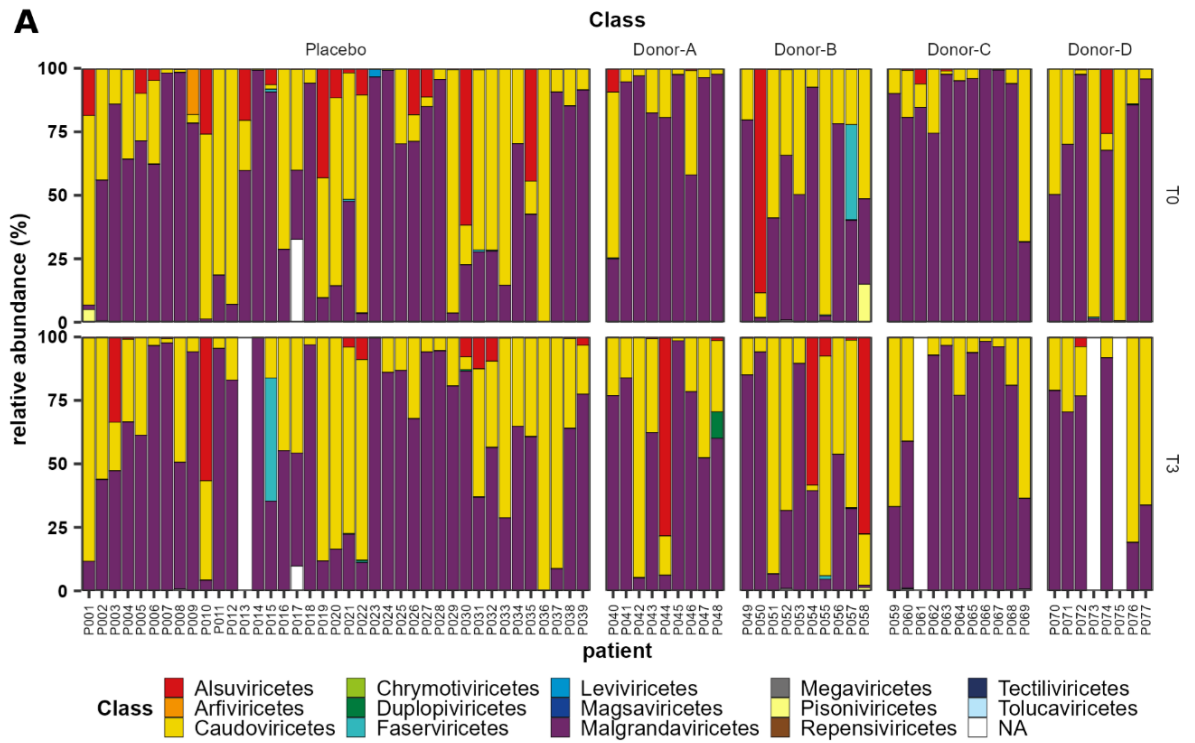 A
Class
Placebo Donor-A Donor-B Donor-C Donor-D
relative abundance (%)
100
75
50
25
0
T0
100
75
50
25
0
T3
P001 P002 P003 P004 P005 P006 P007 P008 P009 P010 P011 P012 P013 P014 P015 P016 P017 P018 P019 P020 P021 P022 P023 P024 P025 P026 P027 P028 P029 P030 P031 P032 P033 P034 P035 P036 P037 P038 P039 P040 P041 P042 P043 P044 P045 P046 P047 P048 P049 P050 P051 P052 P053 P054 P055 P056 P057 P058 P059 P060 P061 P062 P063 P064 P065 P066 P067 P068 P069 P070 P071 P072 P073 P074 P075 P076 P077
patient
Class
Alsuviricetes Chrymotiviricetes Leviviricetes Megaviricetes Tectiliviricetes
Arfiviricetes Duplopiviricetes Magsaviricetes Pisoniviricetes Tolucaviricetes
Caudoviricetes Faserviricetes Malgrandaviricetes Repensiviricetes NA